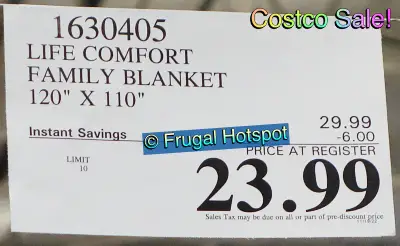 Costco Sale!
1630405
LIFE COMFORT
FAMILY BLANKET
120" X 110"
29.99
Instant Savings -6.00
© Frugal Hotspot
PRICE AT REGISTER
LIMIT
10
23.99
Sales Tax may be due on all or part of pre-discount price